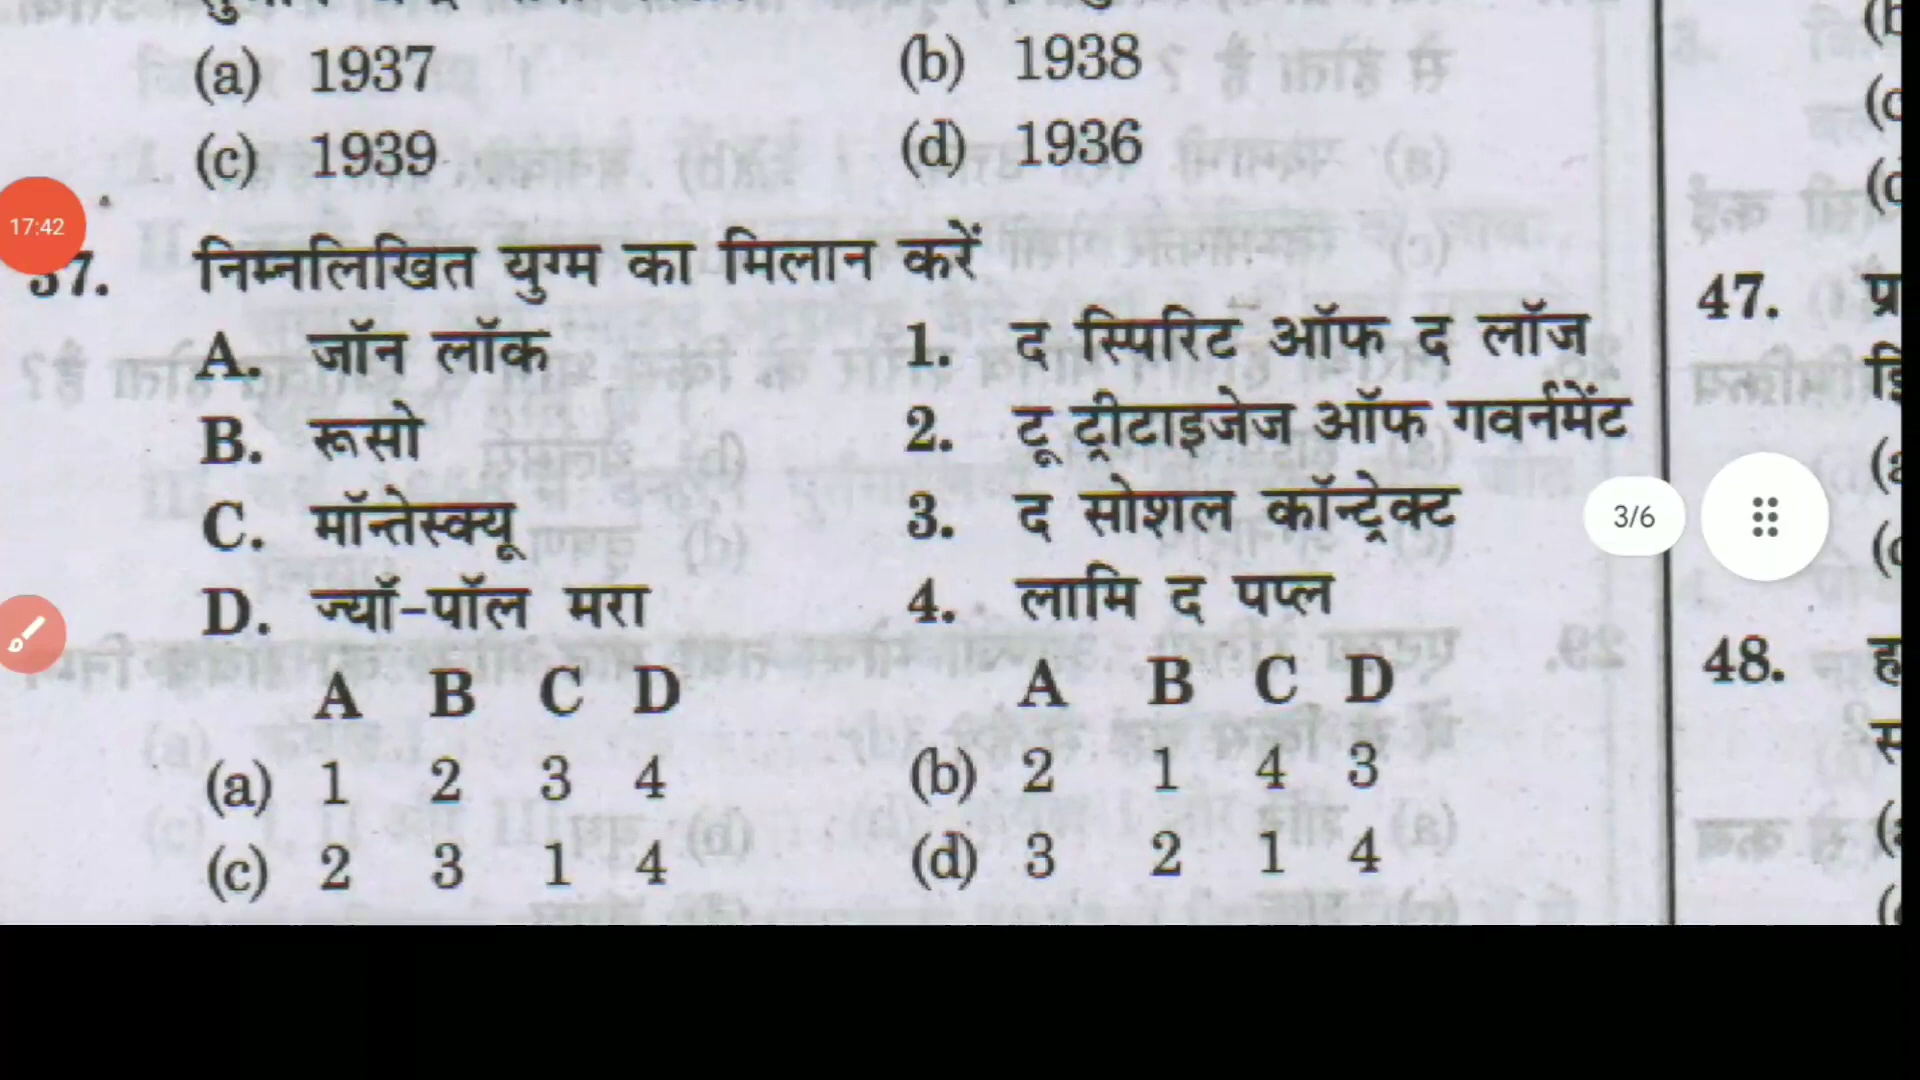 (a) 1937 (b) 1938
(c) 1939 (d) 1936
17:42
37. निम्नलिखित युग्म का मिलान करें
A. जॉन लॉक 1. द स्पिरिट ऑफ द लॉज
B. रूसो 2. टू ट्रीटाइजेज ऑफ गवर्नमेंट
C. मॉन्तेस्क्यू 3. द सोशल कॉन्ट्रेक्ट
D. ज्यॉ-पॉल मरा 4. लामि द पप्ल
A B C D A B C D
(a) 1 2 3 4 (b) 2 1 4 3
(c) 2 3 1 4 (d) 3 2 1 4
3/6
47.
48.